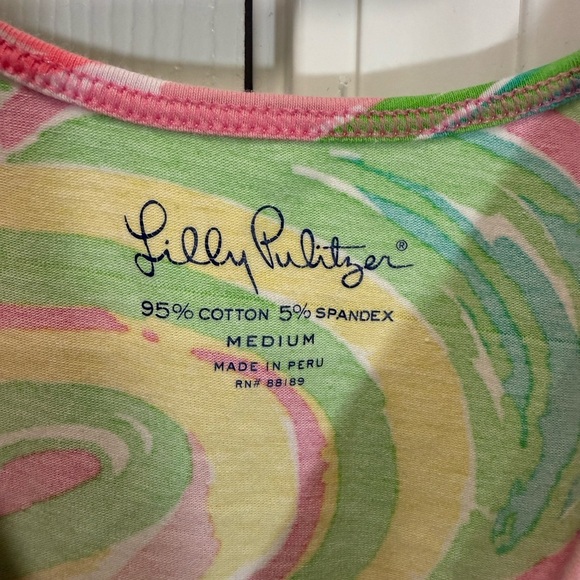 Lilly Pulitzer®
95% COTTON 5% SPANDEX
MEDIUM
MADE IN PERU
RN# 88189